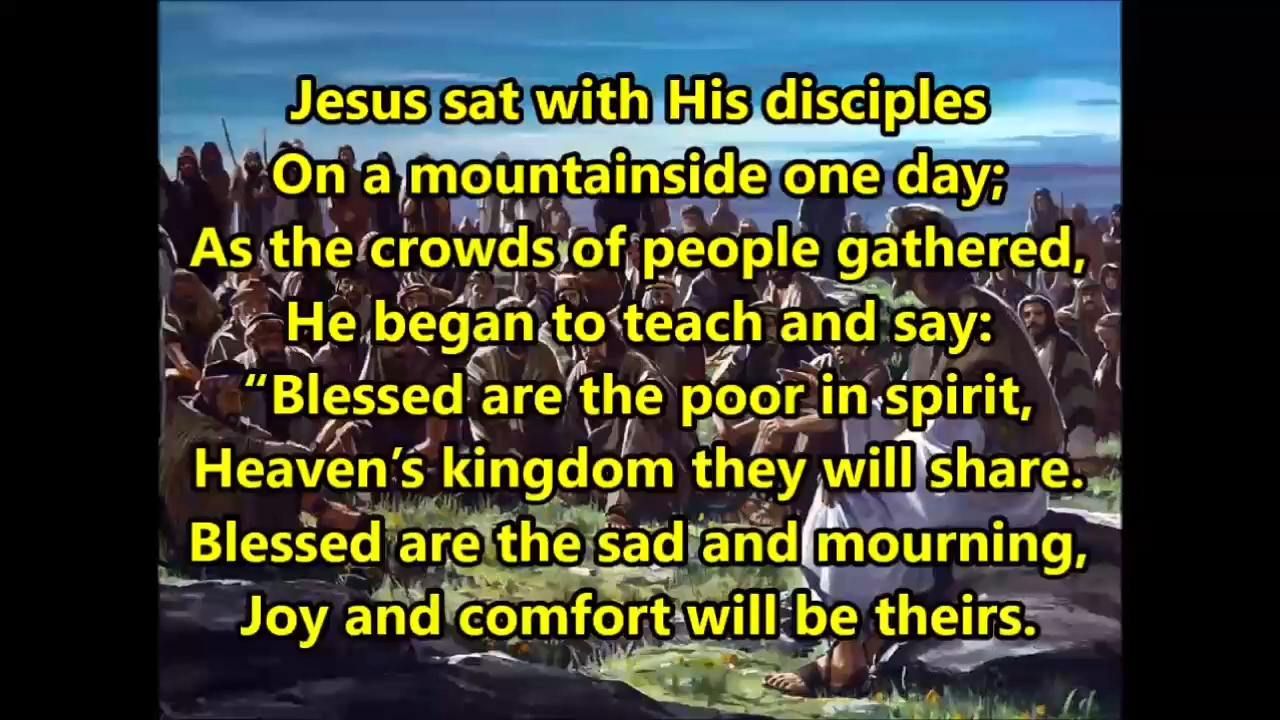 Jesus sat with His disciples
On a mountainside one day;
As the crowds of people gathered,
He began to teach and say:
“Blessed are the poor in spirit,
Heaven’s kingdom they will share.
Blessed are the sad and mourning,
Joy and comfort will be theirs.